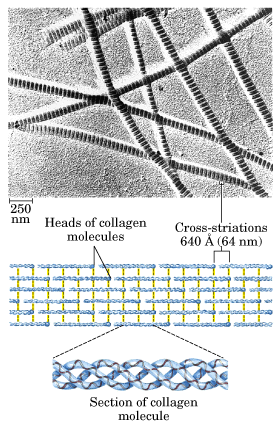 250
nm
Heads of collagen
molecules
Cross-striations
640 Å (64 nm)
Section of collagen
molecule